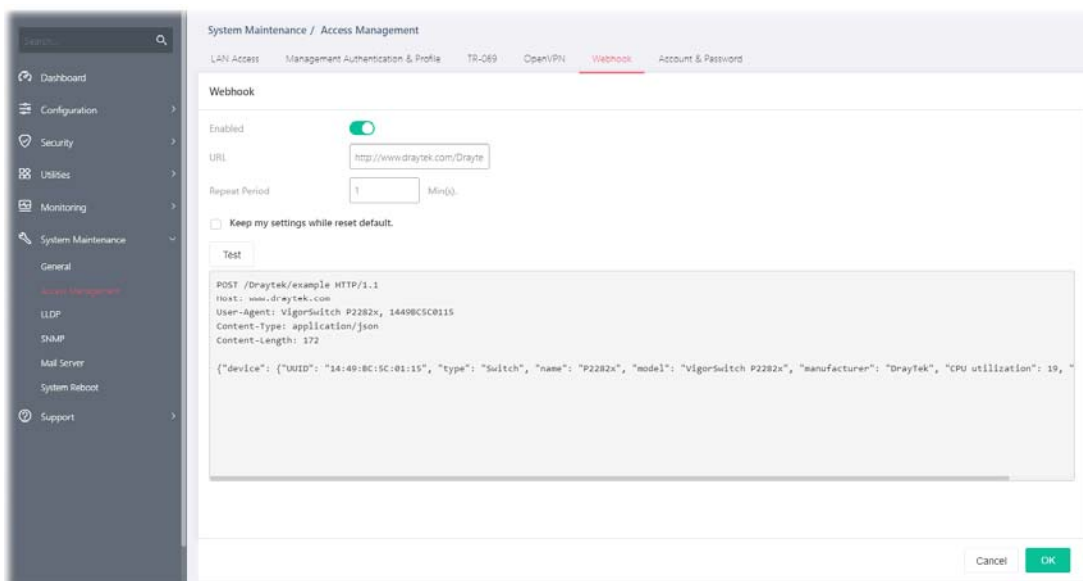 Search...
Dashboard
Configuration
Security
Utilities
Monitoring
System Maintenance
General
Access Management
LLDP
SNMP
Mail Server
System Reboot
Support
System Maintenance / Access Management
LAN Access Management Authentication & Profile TR-069 OpenVPN Webhook Account & Password
Webhook
Enabled
URL http://www.draytek.com/Drayte
Repeat Period 1 Min(s).
Keep my settings while reset default.
Test
POST /Draytek/example HTTP/1.1
Host: www.draytek.com
User-Agent: VigorSwitch P2282x, 1449BC5C0115
Content-Type: application/json
Content-Length: 172
{"device": {"UUID": "14:49:BC:5C:01:15", "type": "Switch", "name": "P2282x", "model": "VigorSwitch P2282x", "manufacturer": "DrayTek", "CPU utilization": 19, "
Cancel OK